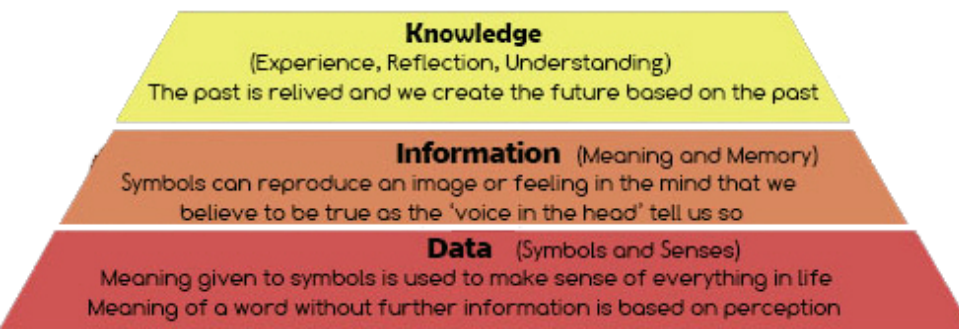 Knowledge
(Experience, Reflection, Understanding)
The past is relived and we create the future based on the past
Information (Meaning and Memory)
Symbols can reproduce an image or feeling in the mind that we
believe to be true as the 'voice in the head' tell us so
Data (Symbols and Senses)
Meaning given to symbols is used to make sense of everything in life
Meaning of a word without further information is based on perception